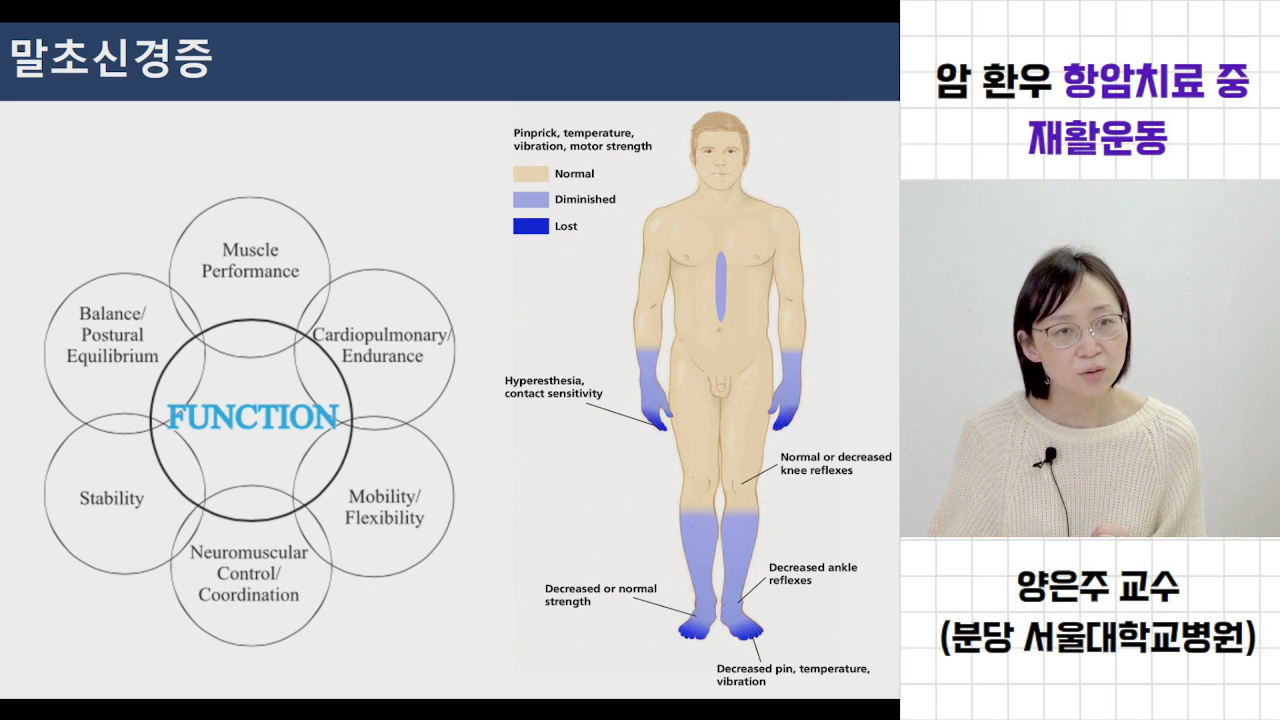 말초신경증
Muscle
Performance
Balance/
Postural
Equilibrium
Cardiopulmonary/
Endurance
FUNCTION
Stability
Mobility/
Flexibility
Neuromuscular
Control/
Coordination
Pinprick, temperature,
vibration, motor strength
Normal
Diminished
Lost
Hyperesthesia,
contact sensitivity
Normal or decreased
knee reflexes
Decreased ankle
reflexes
Decreased or normal
strength
Decreased pin, temperature,
vibration
암 환우 항암치료 중
재활운동
양은주 교수
(분당 서울대학교병원)